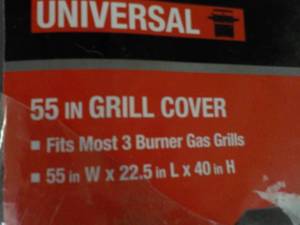 UNIVERSAL
55 IN GRILL COVER
▪ Fits Most 3 Burner Gas Grills
▪ 55 in W x 22.5 in L x 40 in H